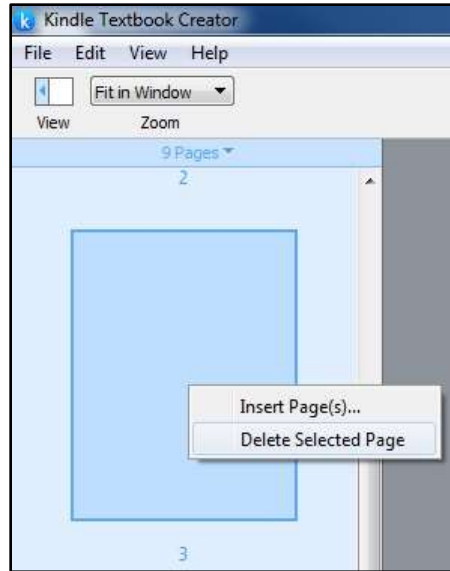 k Kindle Textbook Creator
File Edit View Help
Fit in Window
View Zoom
9 Pages
2
Insert Page(s)...
Delete Selected Page
3